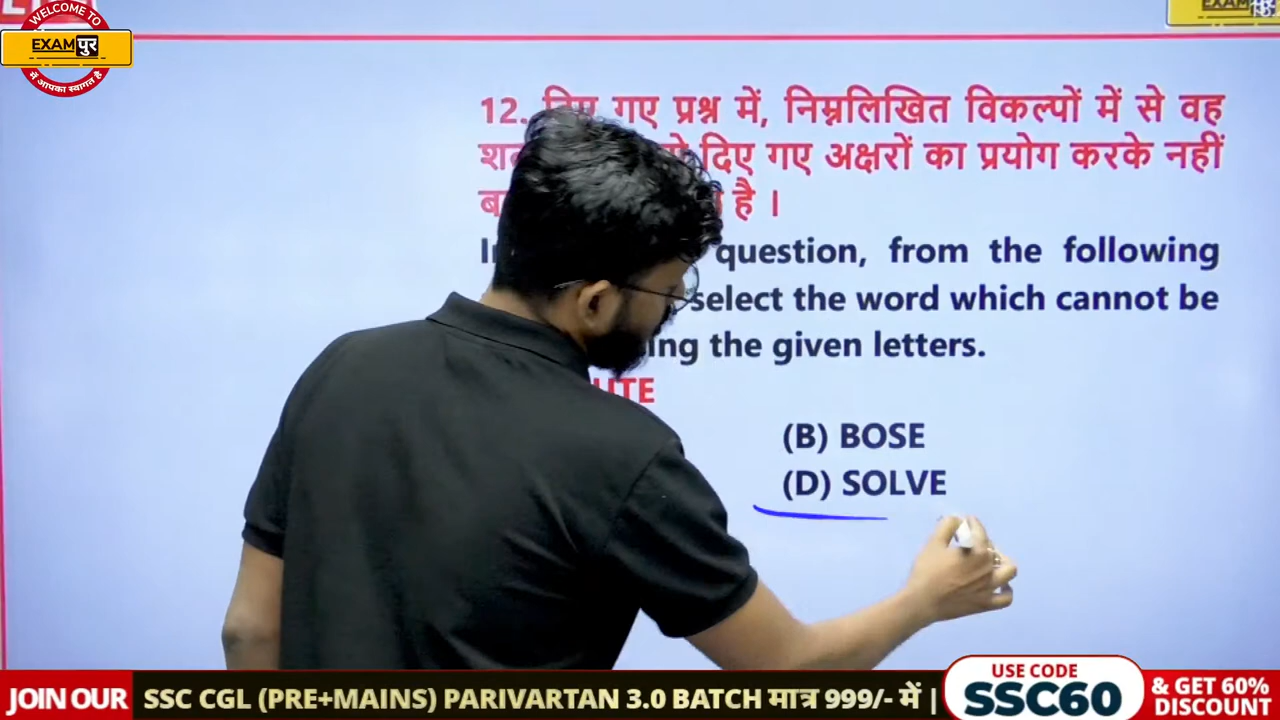 WELCOME TO
EXAMपुर
में आपका स्वागत है
EXAM
12. दिए गए प्रश्न में, निम्नलिखित विकल्पों में से वह
दिए गए अक्षरों का प्रयोग करके नहीं
है ।
question, from the following
select the word which cannot be
the given letters.
(B) BOSE
(D) SOLVE
JOIN OUR
SSC CGL (PRE+MAINS) PARIVARTAN 3.0 BATCH मात्र 999/- में |
USE CODE
SSC60
& GET 60%
DISCOUNT